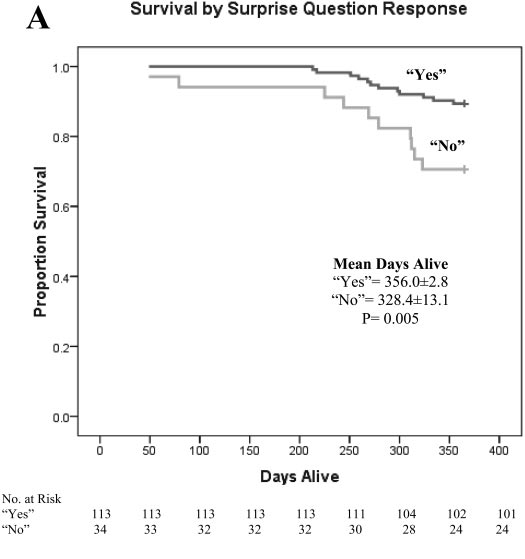 A
Survival by Surprise Question Response
1.0
0.8
0.6
0.4
0.2
0.0
Proportion Survival
“Yes”
“No”
Mean Days Alive
“Yes”= 356.0±2.8
“No”= 328.4±13.1
P= 0.005
0 50 100 150 200 250 300 350 400
Days Alive
No. at Risk
“Yes” 113 113 113 113 113 111 104 102 101
“No” 34 33 32 32 32 30 28 24 24